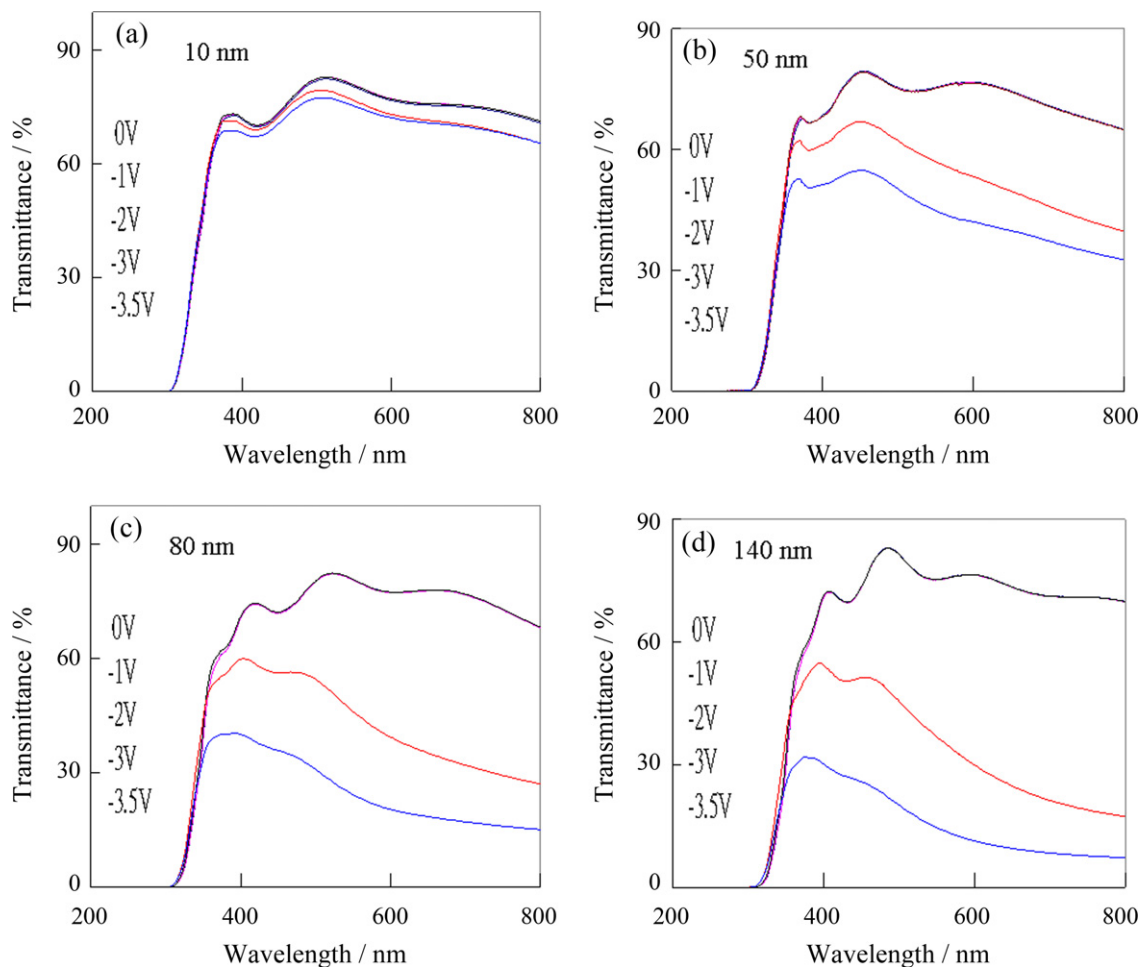 (a)
10 nm
90
60
30
0
0V
-1V
-2V
-3V
-3.5V
200
400
600
800
Transmittance / %
Wavelength / nm
(b)
50 nm
90
60
30
0
0V
-1V
-2V
-3V
-3.5V
200
400
600
800
Transmittance / %
Wavelength / nm
(c)
80 nm
90
60
30
0
0V
-1V
-2V
-3V
-3.5V
200
400
600
800
Transmittance / %
Wavelength / nm
(d)
140 nm
90
60
30
0
0V
-1V
-2V
-3V
-3.5V
200
400
600
800
Transmittance / %
Wavelength / nm